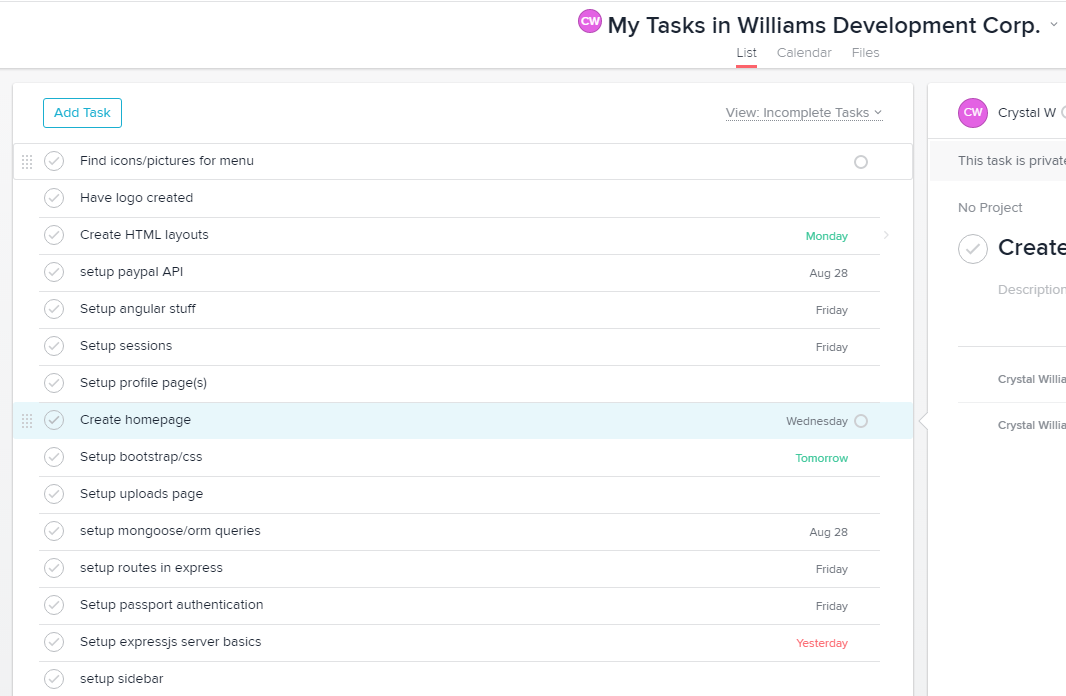 CW My Tasks in Williams Development Corp.
List Calendar Files
Add Task
View: Incomplete Tasks
Find icons/pictures for menu
Have logo created
Create HTML layouts Monday
setup paypal API Aug 28
Setup angular stuff Friday
Setup sessions Friday
Setup profile page(s)
Create homepage Wednesday
Setup bootstrap/css Tomorrow
Setup uploads page
setup mongoose/orm queries Aug 28
setup routes in express Friday
Setup passport authentication Friday
Setup expressjs server basics Yesterday
setup sidebar
CW Crystal W
This task is private
No Project
Create
Description
Crystal Willia
Crystal Willia